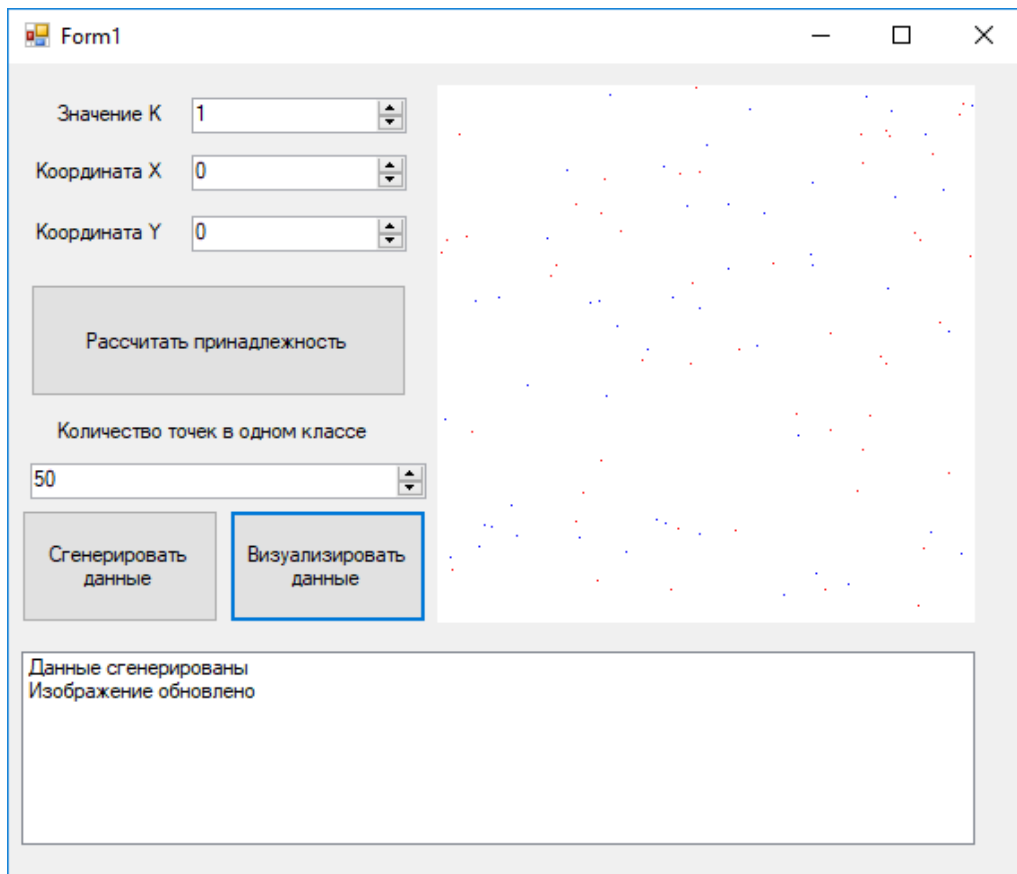 Form1
Значение K
1
Координата X
0
Координата Y
0
Рассчитать принадлежность
Количество точек в одном классе
50
Сгенерировать
данные
Визуализировать
данные
Данные сгенерированы
Изображение обновлено